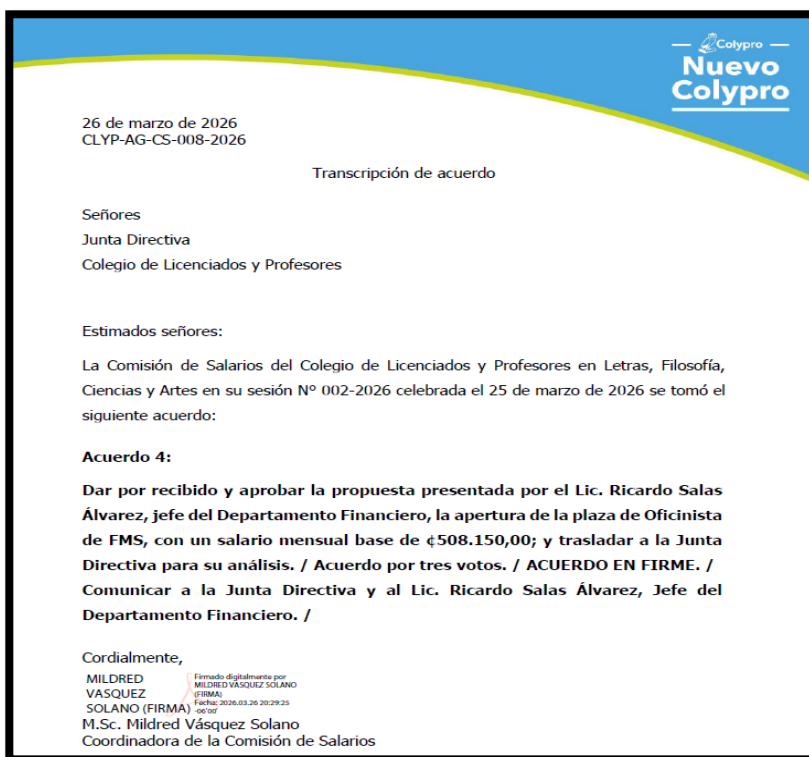 Colypro
Nuevo
Colypro
26 de marzo de 2026
CLYP-AG-CS-008-2026
Transcripción de acuerdo
Señores
Junta Directiva
Colegio de Licenciados y Profesores
Estimados señores:
La Comisión de Salarios del Colegio de Licenciados y Profesores en Letras, Filosofía,
Ciencias y Artes en su sesión Nº 002-2026 celebrada el 25 de marzo de 2026 se tomó el
siguiente acuerdo:
Acuerdo 4:
Dar por recibido y aprobar la propuesta presentada por el Lic. Ricardo Salas
Álvarez, jefe del Departamento Financiero, la apertura de la plaza de Oficinista
de FMS, con un salario mensual base de ¢508.150,00; y trasladar a la Junta
Directiva para su análisis. / Acuerdo por tres votos. / ACUERDO EN FIRME. /
Comunicar a la Junta Directiva y al Lic. Ricardo Salas Álvarez, Jefe del
Departamento Financiero. /
Cordialmente,
MILDRED
VASQUEZ
SOLANO (FIRMA)
Firmado digitalmente por
MILDRED VASQUEZ SOLANO
(FIRMA)
Fecha: 2026.03.26 20:29:25
-06'00'
M.Sc. Mildred Vásquez Solano
Coordinadora de la Comisión de Salarios